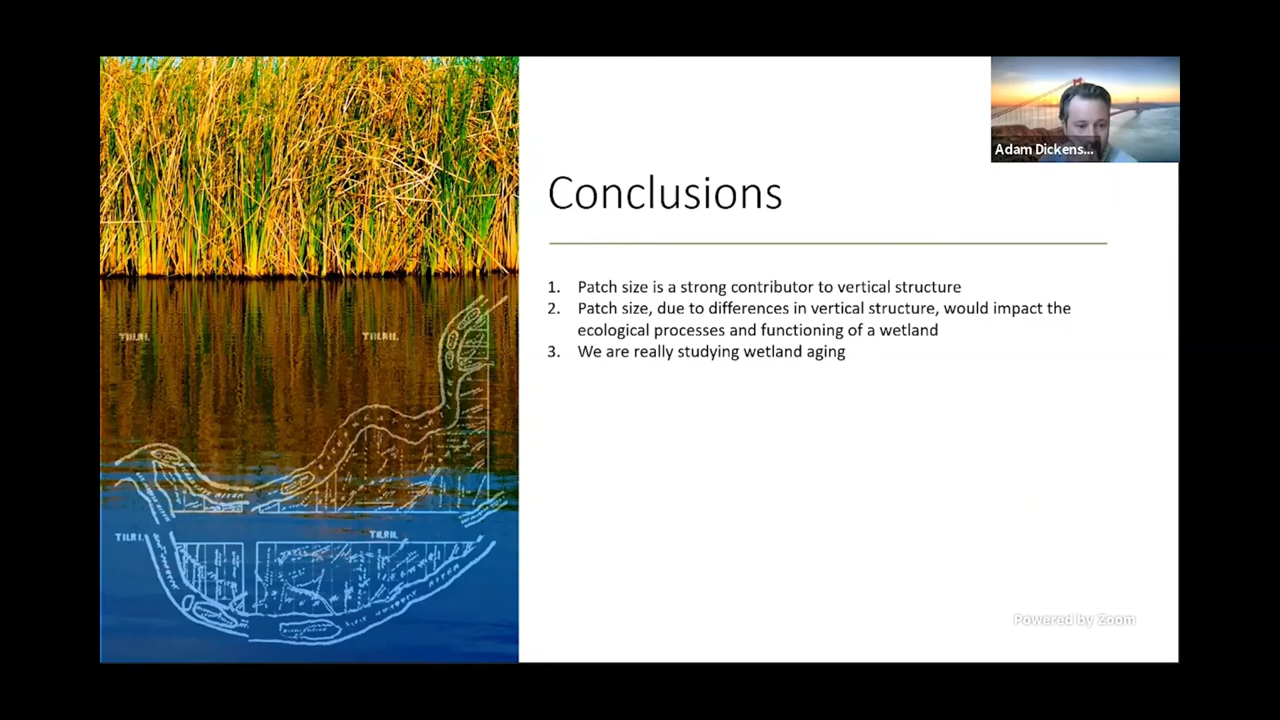 Adam Dickens...
Conclusions
1. Patch size is a strong contributor to vertical structure
2. Patch size, due to differences in vertical structure, would impact the
ecological processes and functioning of a wetland
3. We are really studying wetland aging
Powered by Zoom